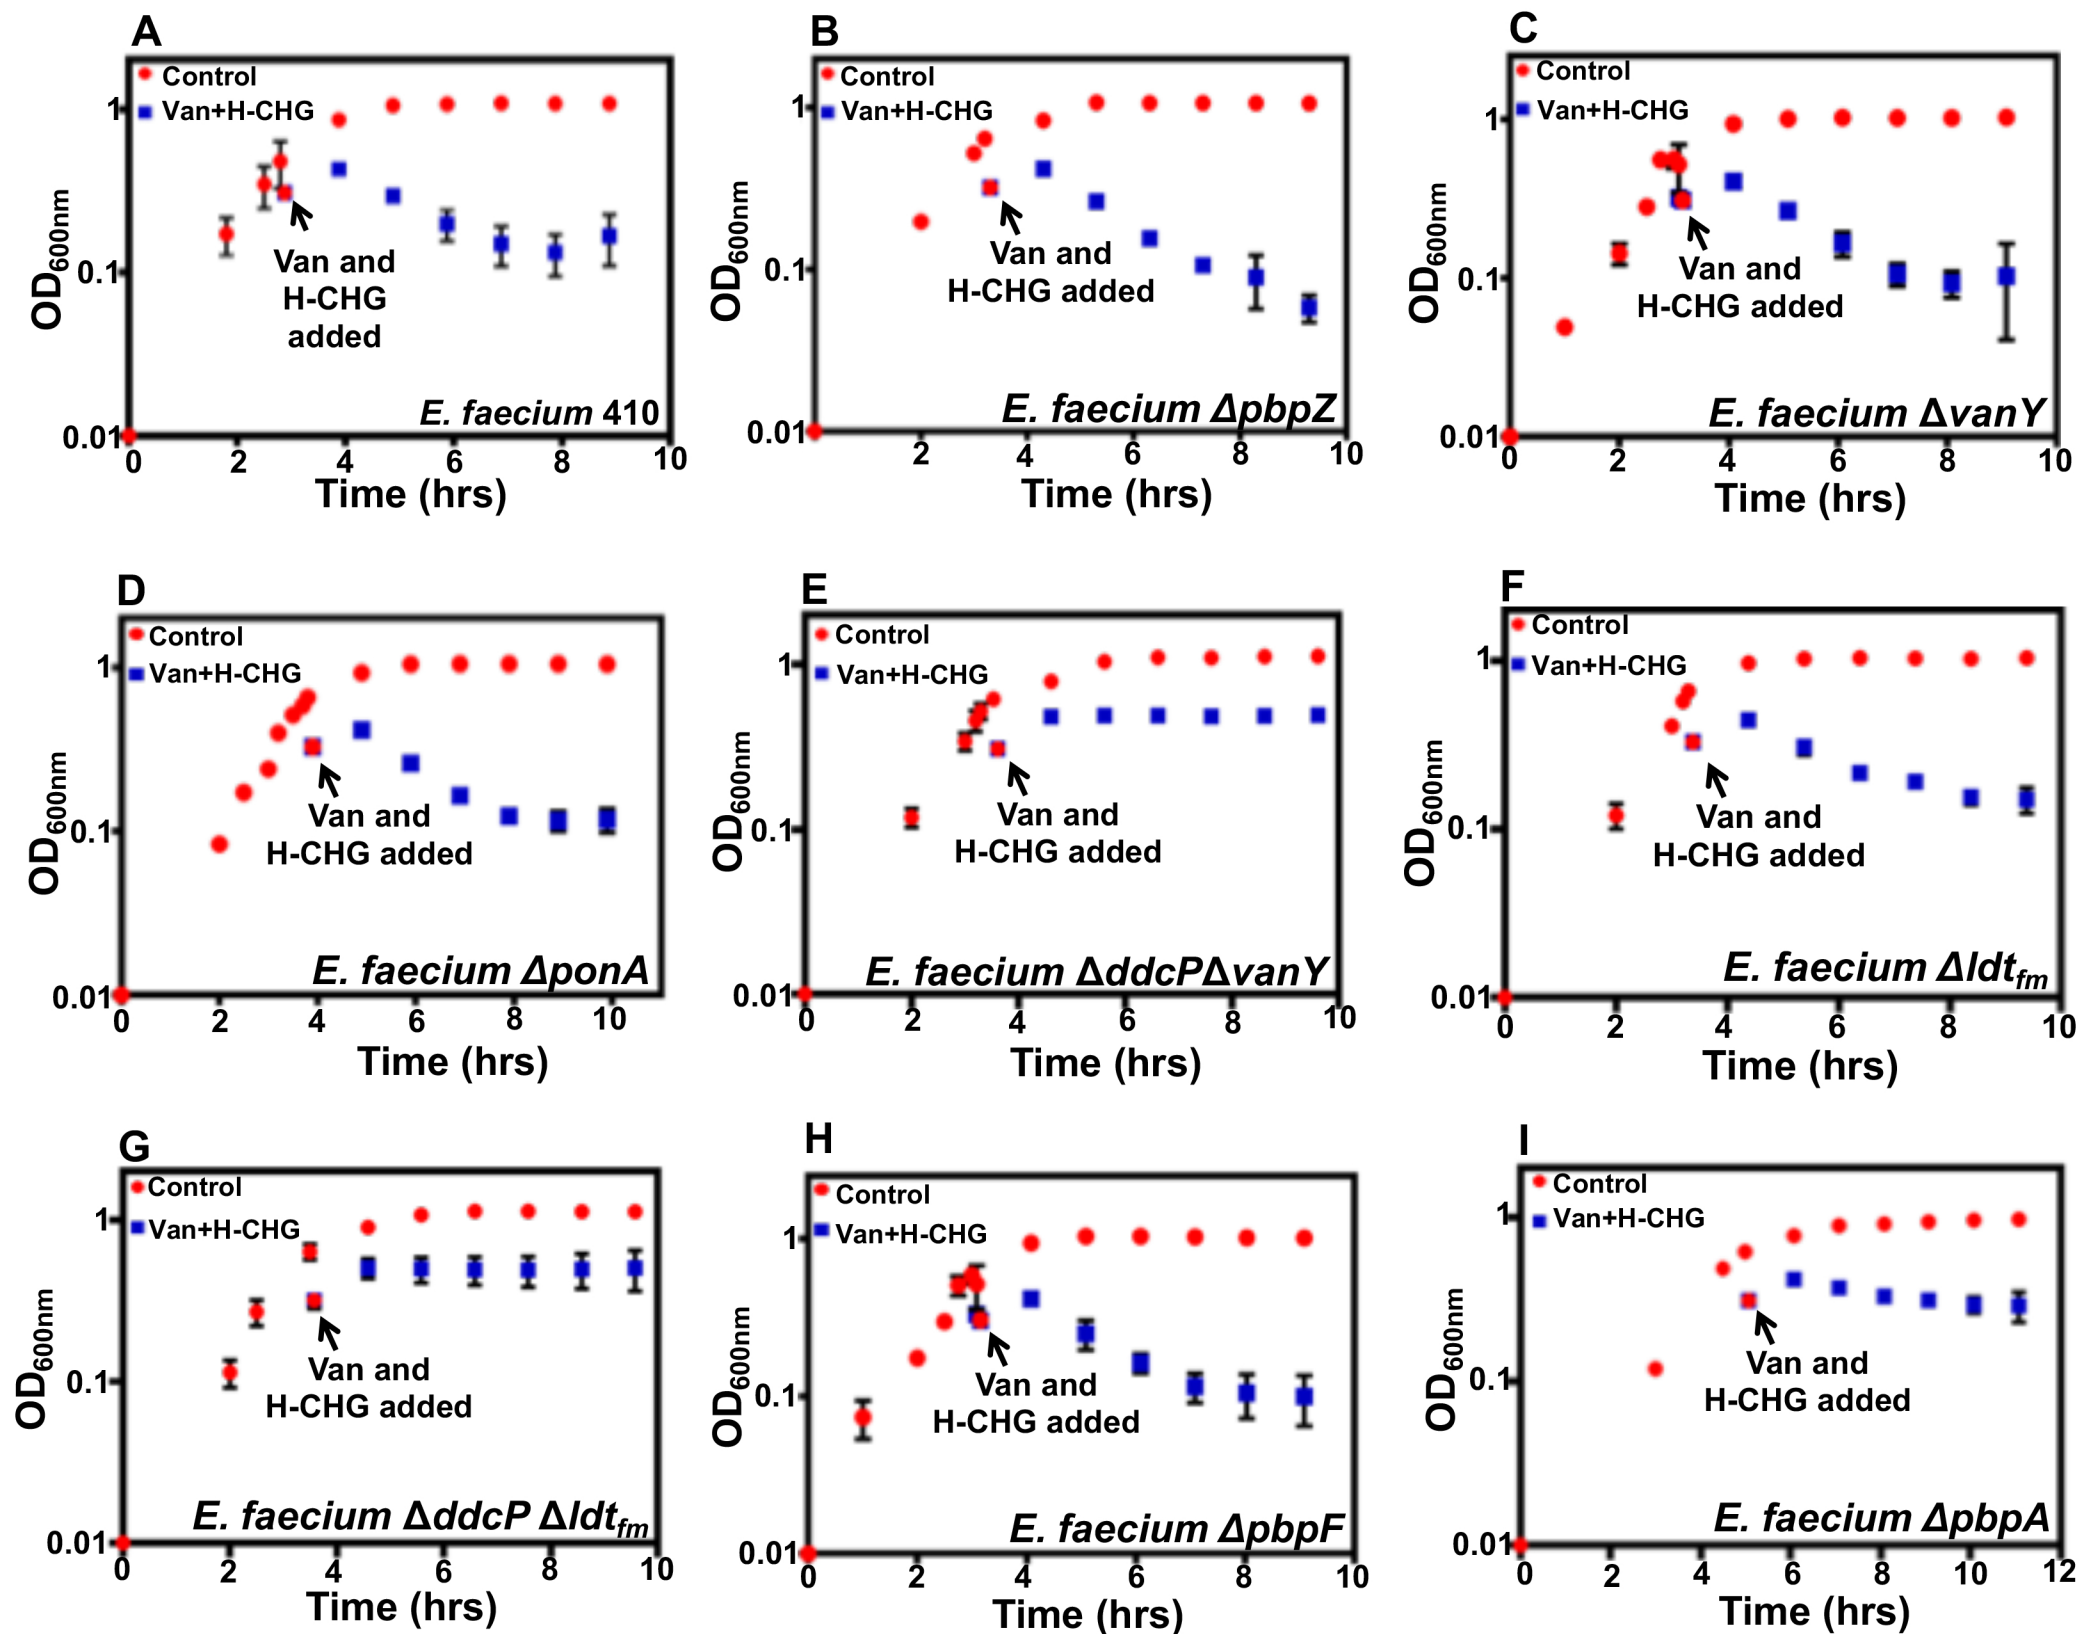 A
Control
Van+H-CHG
1
0.1
0.01
OD600nm
Van and
H-CHG
added
E. faecium 410
0 2 4 6 8 10
Time (hrs)
B
Control
Van+H-CHG
1
0.1
0.01
OD600nm
Van and
H-CHG added
E. faecium ΔpbpZ
2 4 6 8 10
Time (hrs)
C
Control
Van+H-CHG
1
0.1
0.01
OD600nm
Van and
H-CHG added
E. faecium ΔvanY
0 2 4 6 8 10
Time (hrs)
D
Control
Van+H-CHG
1
0.1
0.01
OD600nm
Van and
H-CHG added
E. faecium ΔponA
0 2 4 6 8 10
Time (hrs)
E
Control
Van+H-CHG
1
0.1
0.01
OD600nm
Van and
H-CHG added
E. faecium ΔddcPΔvanY
0 2 4 6 8 10
Time (hrs)
F
Control
Van+H-CHG
1
0.1
0.01
OD600nm
Van and
H-CHG added
E. faecium Δldtfm
0 2 4 6 8 10
Time (hrs)
G
Control
Van+H-CHG
1
0.1
0.01
OD600nm
Van and
H-CHG added
E. faecium ΔddcP Δldtfm
0 2 4 6 8 10
Time (hrs)
H
Control
Van+H-CHG
1
0.1
0.01
OD600nm
Van and
H-CHG added
E. faecium ΔpbpF
0 2 4 6 8 10
Time (hrs)
I
Control
Van+H-CHG
1
0.1
0.01
OD600nm
Van and
H-CHG added
E. faecium ΔpbpA
0 2 4 6 8 10 12
Time (hrs)